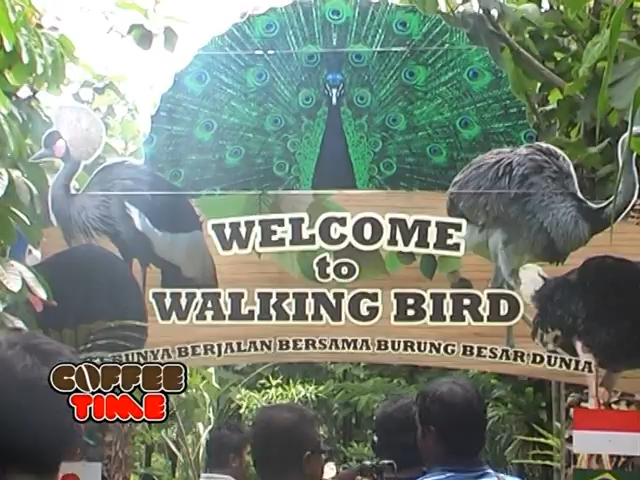 WELCOME
to
WALKING BIRD
BERJALAN BERSAMA BURUNG BESAR DUNIA
COFFEE
TIME